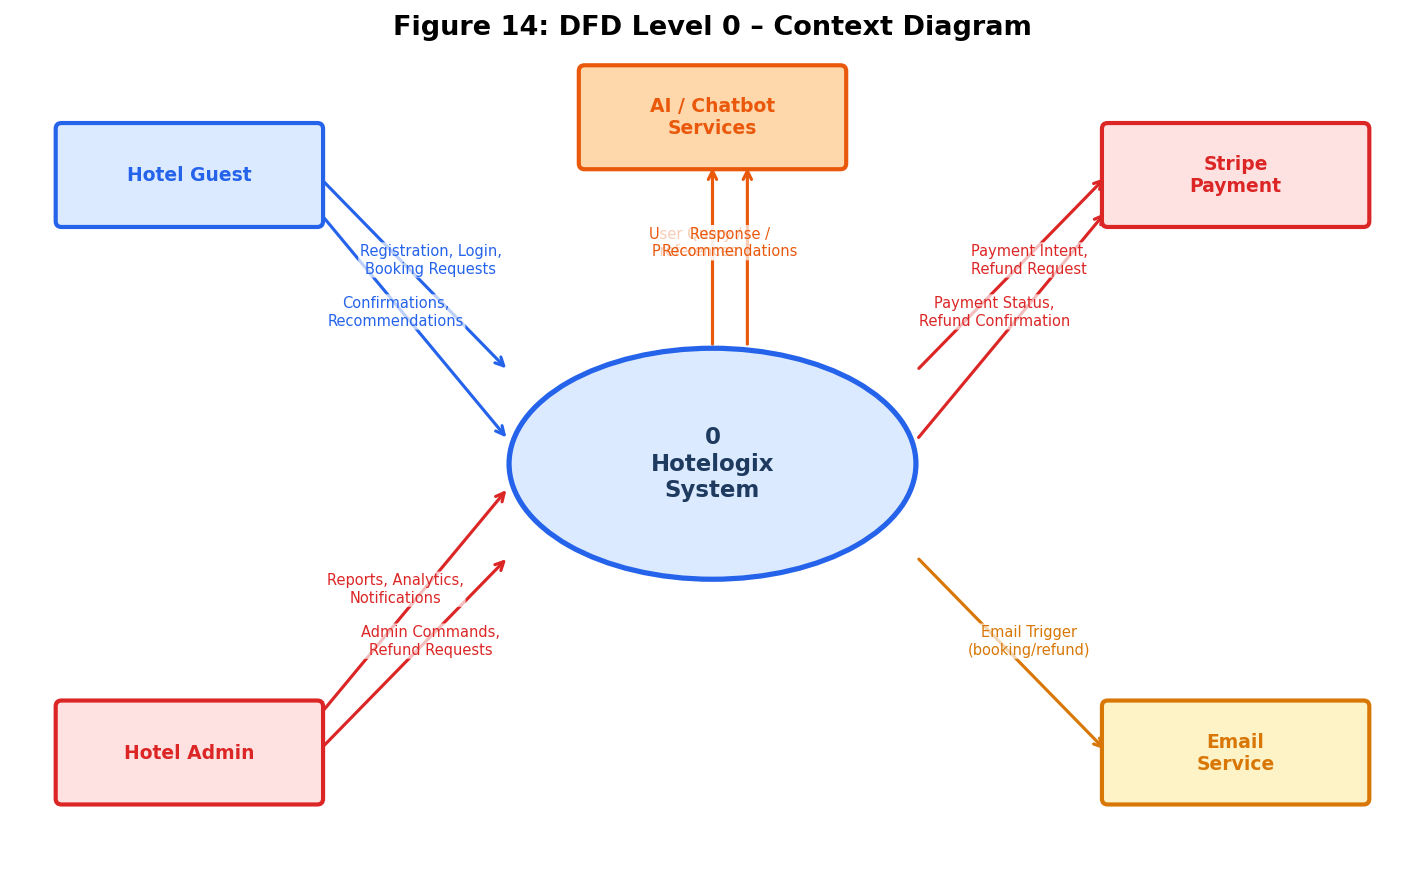 Figure 14: DFD Level 0 – Context Diagram
AI / Chatbot
Services
Hotel Guest
Stripe
Payment
User
Response /
Recommendations
Registration, Login,
Booking Requests
Payment Intent,
Refund Request
Confirmations,
Recommendations
Payment Status,
Refund Confirmation
0
Hotelogix
System
Reports, Analytics,
Notifications
Admin Commands,
Refund Requests
Email Trigger
(booking/refund)
Hotel Admin
Email
Service